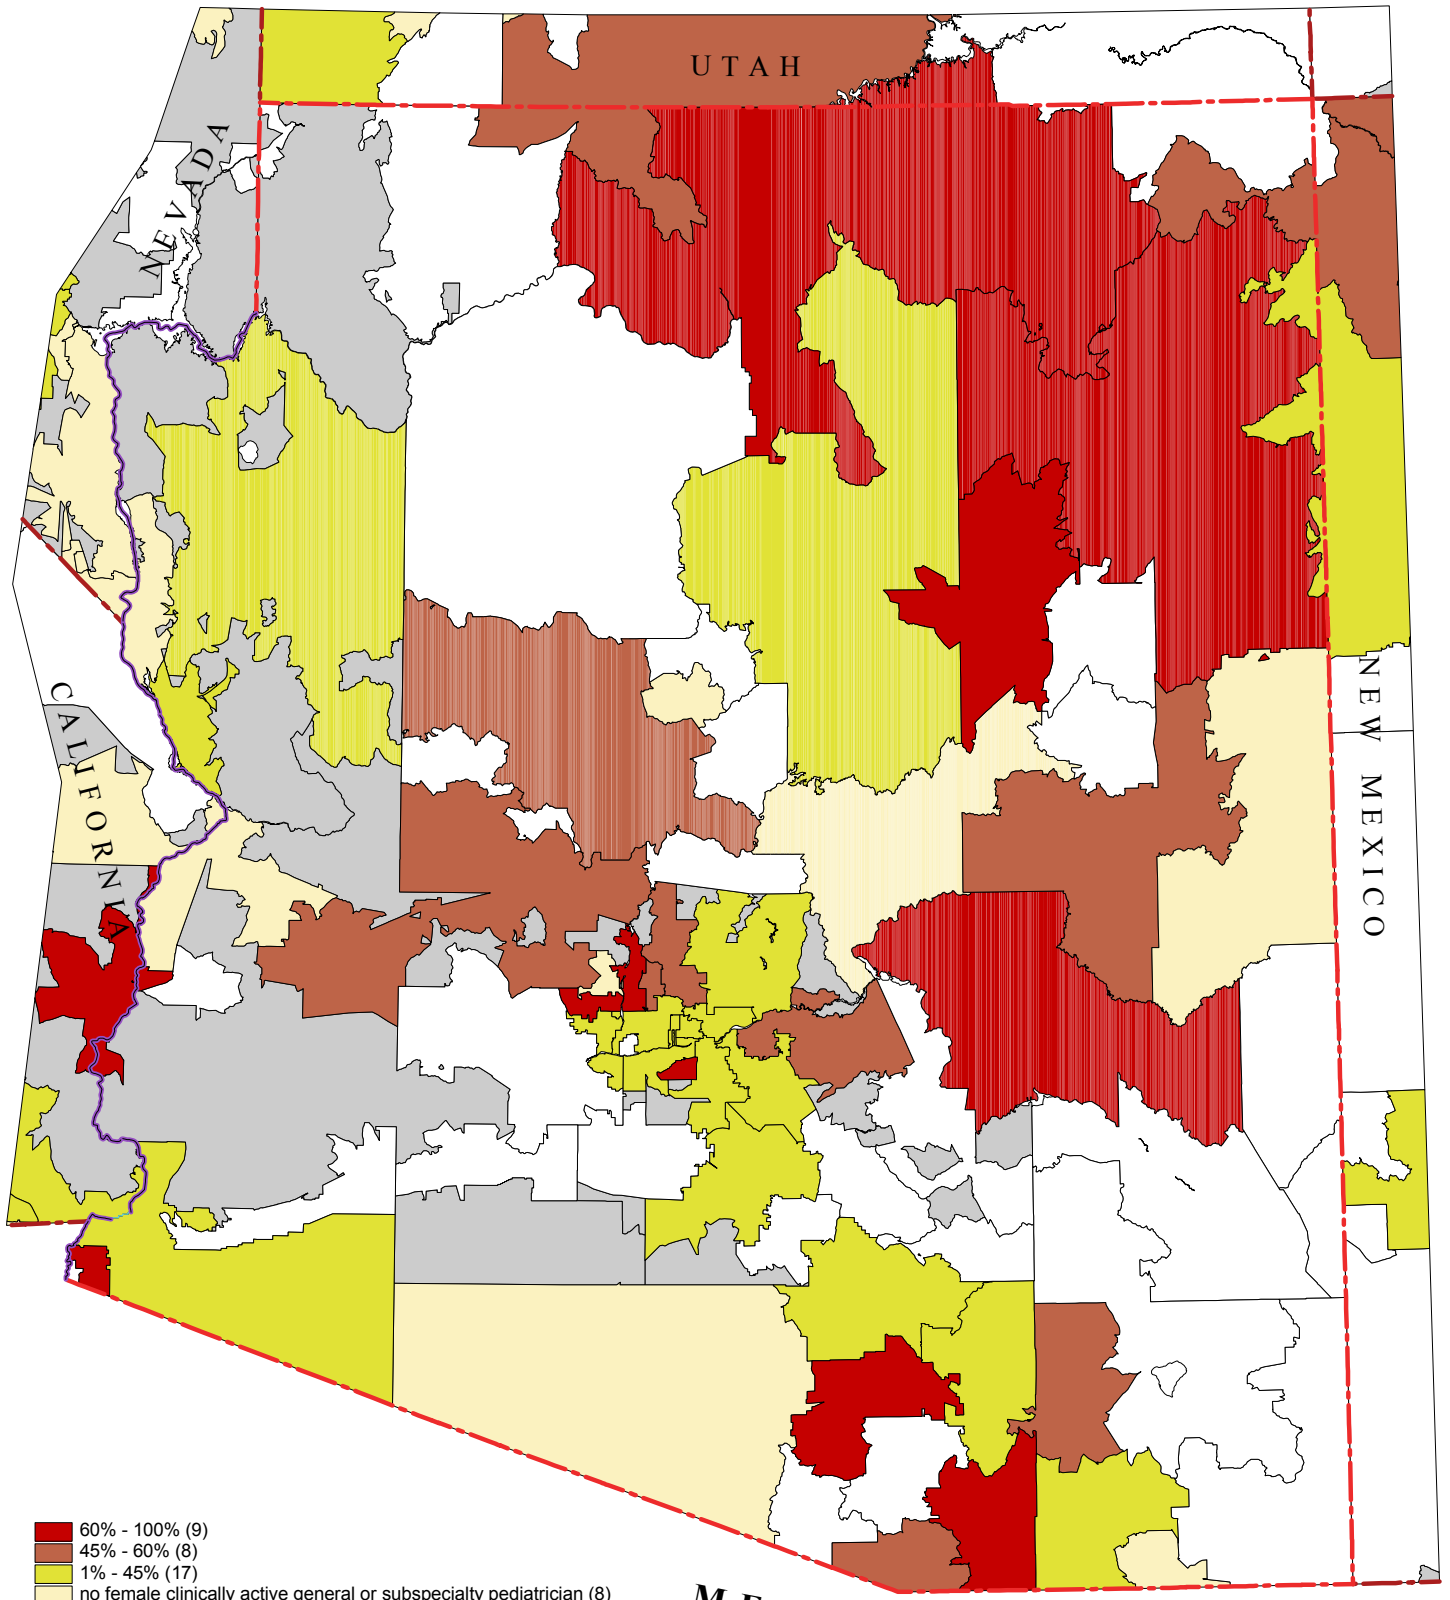 UTAH
NEVADA
CALIFORNIA
NEW MEXICO
60% - 100% (9)
45% - 60% (8)
1% - 45% (17)
no female clinically active general or subspecialty pediatrician (8)